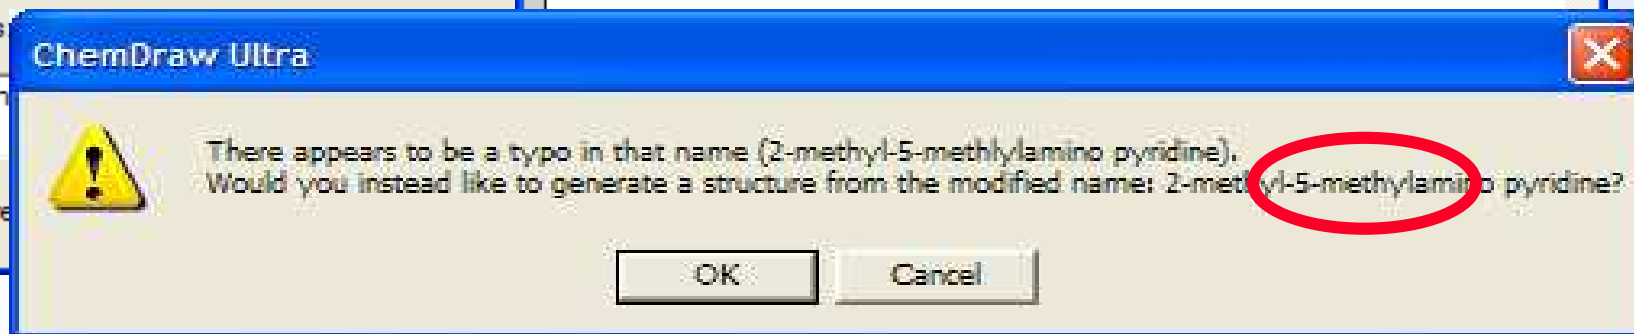 ChemDraw Ultra
There appears to be a typo in that name (2-methyl-5-methlylamino pyridine).
Would you instead like to generate a structure from the modified name: 2-methyl-5-methylamino pyridine?
OK Cancel